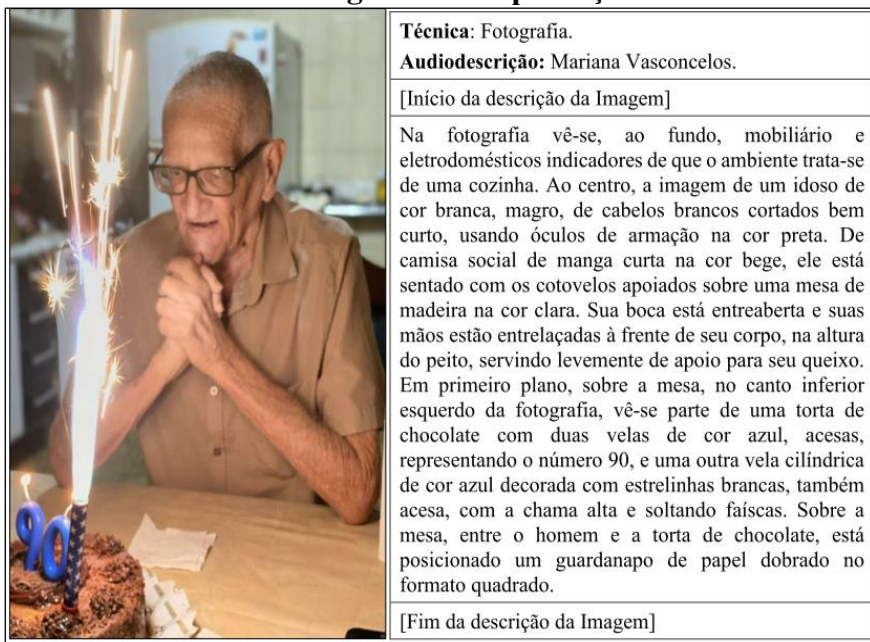 Técnica: Fotografia.
Audiodescrição: Mariana Vasconcelos.
[Início da descrição da Imagem]
Na fotografia vê-se, ao fundo, mobiliário e
eletrodomésticos indicadores de que o ambiente trata-se
de uma cozinha. Ao centro, a imagem de um idoso de
cor branca, magro, de cabelos brancos cortados bem
curto, usando óculos de armação na cor preta. De
camisa social de manga curta na cor bege, ele está
sentado com os cotovelos apoiados sobre uma mesa de
madeira na cor clara. Sua boca está entreaberta e suas
mãos estão entrelaçadas à frente de seu corpo, na altura
do peito, servindo levemente de apoio para seu queixo.
Em primeiro plano, sobre a mesa, no canto inferior
esquerdo da fotografia, vê-se parte de uma torta de
chocolate com duas velas de cor azul, acesas,
representando o número 90, e uma outra vela cilíndrica
de cor azul decorada com estrelinhas brancas, também
acesa, com a chama alta e soltando faíscas. Sobre a
mesa, entre o homem e a torta de chocolate, está
posicionado um guardanapo de papel dobrado no
formato quadrado.
[Fim da descrição da Imagem]
90